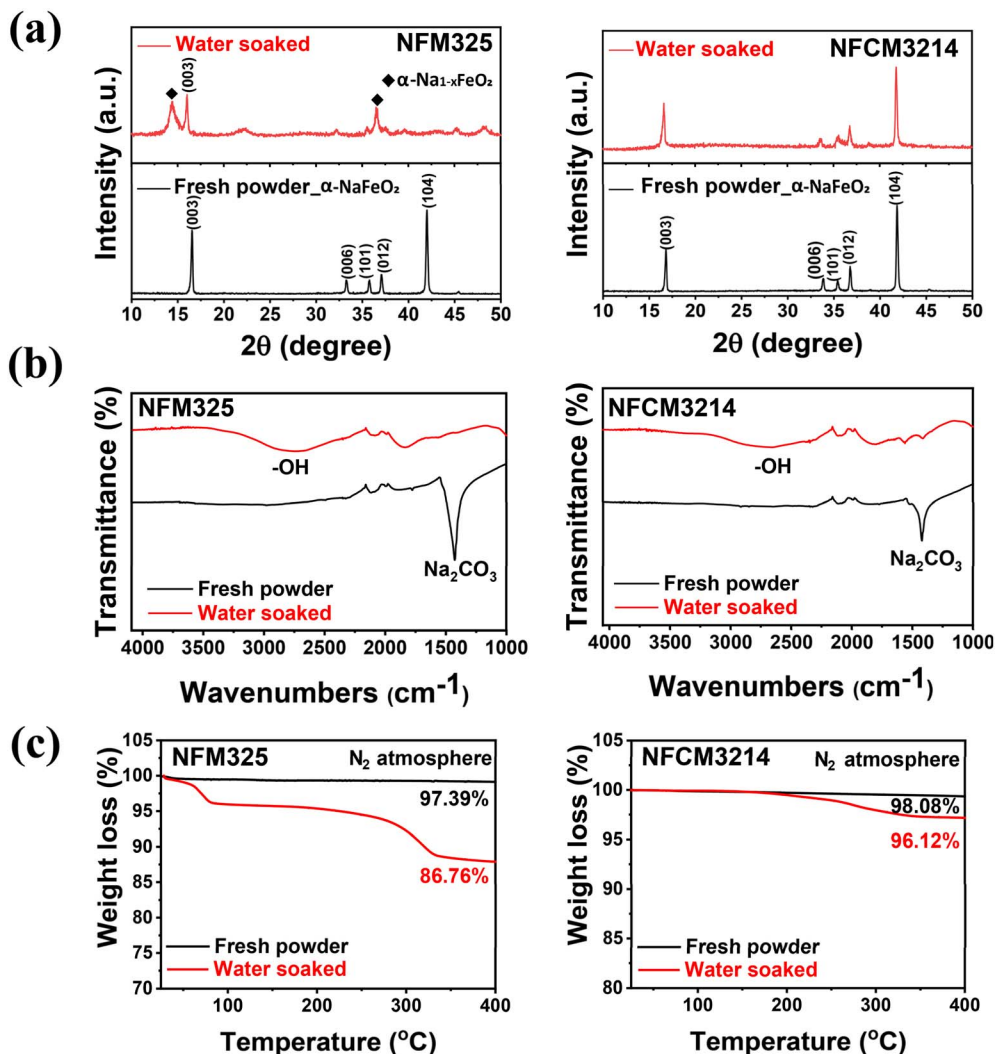 (a)
Water soaked NFM325
(003)
◆ ◆ α-Na₁₋ₓFeO₂
Intensity (a.u.)
Fresh powder_α-NaFeO₂
(003) (006) (101) (012) (104)
10 15 20 25 30 35 40 45 50
2θ (degree)
Water soaked NFCM3214
Intensity (a.u.)
Fresh powder_α-NaFeO₂
(003) (006) (101) (012) (104)
10 15 20 25 30 35 40 45 50
2θ (degree)
(b)
NFM325
Transmittance (%)
-OH
Na₂CO₃
Fresh powder
Water soaked
4000 3500 3000 2500 2000 1500 1000
Wavenumbers (cm⁻¹)
NFCM3214
Transmittance (%)
-OH
Na₂CO₃
Fresh powder
Water soaked
4000 3500 3000 2500 2000 1500 1000
Wavenumbers (cm⁻¹)
(c)
NFM325 N₂ atmosphere
Weight loss (%)
105
100
95
90
85
80
75
70
97.39%
86.76%
Fresh powder
Water soaked
100 200 300 400
Temperature (°C)
NFCM3214 N₂ atmosphere
Weight loss (%)
105
100
95
90
85
80
98.08%
96.12%
Fresh powder
Water soaked
100 200 300 400
Temperature (°C)